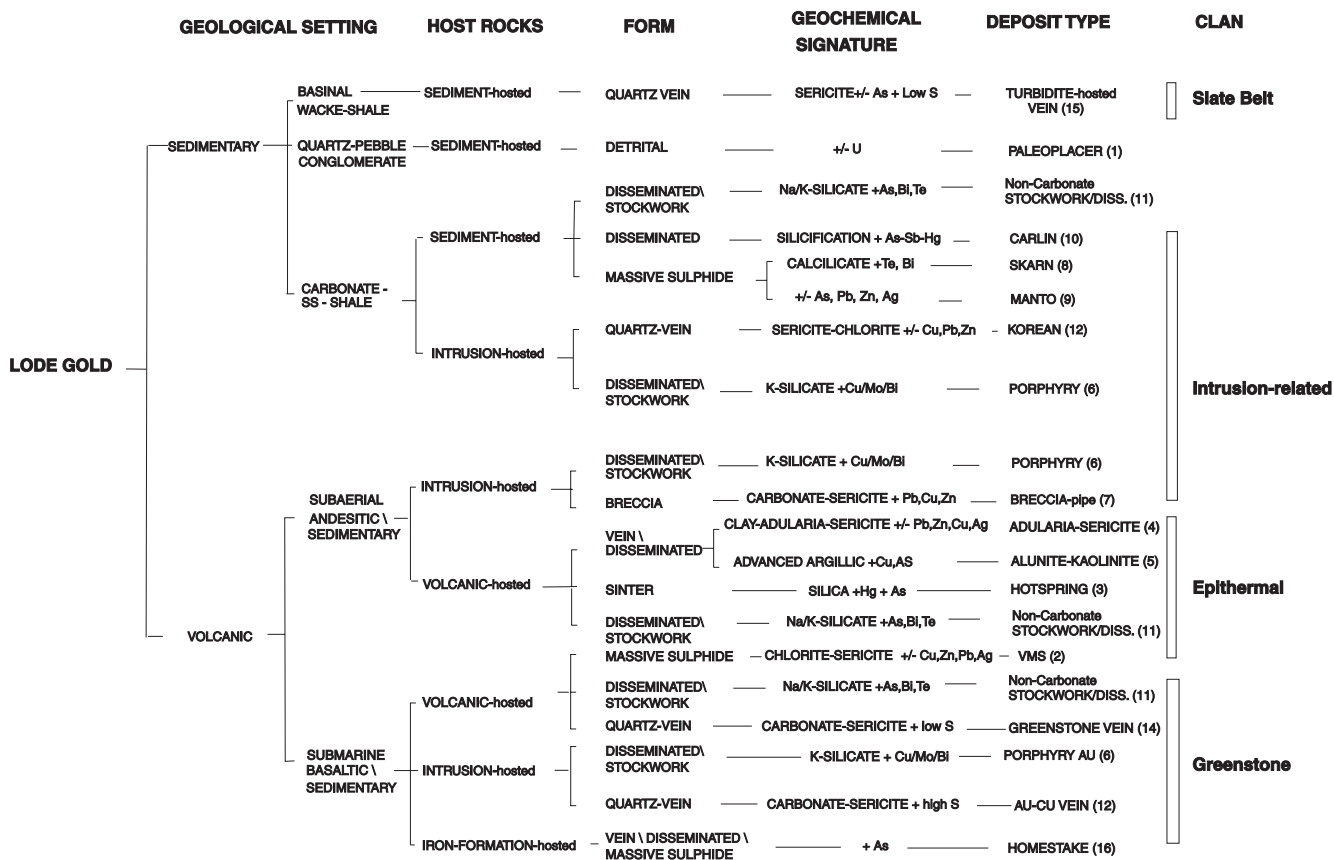 GEOLOGICAL SETTING HOST ROCKS FORM GEOCHEMICAL SIGNATURE DEPOSIT TYPE CLAN
LODE GOLD
SEDIMENTARY
BASINAL
WACKE-SHALE
SEDIMENT-hosted
QUARTZ VEIN
SERICITE+/- As + Low S
TURBIDITE-hosted
VEIN (15)
Slate Belt
QUARTZ-PEBBLE
CONGLOMERATE
SEDIMENT-hosted
DETRITAL
+/- U
PALEOPLACER (1)
CARBONATE -
SS - SHALE
SEDIMENT-hosted
DISSEMINATED\
STOCKWORK
Na/K-SILICATE +As,Bi,Te
Non-Carbonate
STOCKWORK/DISS. (11)
DISSEMINATED
SILICIFICATION + As-Sb-Hg
CARLIN (10)
MASSIVE SULPHIDE
CALCILICATE +Te, Bi
SKARN (8)
+/- As, Pb, Zn, Ag
MANTO (9)
INTRUSION-hosted
QUARTZ-VEIN
SERICITE-CHLORITE +/- Cu,Pb,Zn
KOREAN (12)
DISSEMINATED\
STOCKWORK
K-SILICATE +Cu/Mo/Bi
PORPHYRY (6)
Intrusion-related
VOLCANIC
SUBAERIAL
ANDESITIC \
SEDIMENTARY
INTRUSION-hosted
DISSEMINATED\
STOCKWORK
K-SILICATE + Cu/Mo/Bi
PORPHYRY (6)
BRECCIA
CARBONATE-SERICITE + Pb,Cu,Zn
BRECCIA-pipe (7)
VOLCANIC-hosted
VEIN \
DISSEMINATED
CLAY-ADULARIA-SERICITE +/- Pb,Zn,Cu,Ag
ADULARIA-SERICITE (4)
ADVANCED ARGILLIC +Cu,AS
ALUNITE-KAOLINITE (5)
SINTER
SILICA +Hg + As
HOTSPRING (3)
Epithermal
DISSEMINATED\
STOCKWORK
Na/K-SILICATE +As,Bi,Te
Non-Carbonate
STOCKWORK/DISS. (11)
SUBMARINE
BASALTIC \
SEDIMENTARY
VOLCANIC-hosted
MASSIVE SULPHIDE
CHLORITE-SERICITE +/- Cu,Zn,Pb,Ag
VMS (2)
DISSEMINATED\
STOCKWORK
Na/K-SILICATE +As,Bi,Te
Non-Carbonate
STOCKWORK/DISS. (11)
QUARTZ-VEIN
CARBONATE-SERICITE + low S
GREENSTONE VEIN (14)
INTRUSION-hosted
DISSEMINATED\
STOCKWORK
K-SILICATE + Cu/Mo/Bi
PORPHYRY AU (6)
Greenstone
QUARTZ-VEIN
CARBONATE-SERICITE + high S
AU-CU VEIN (12)
IRON-FORMATION-hosted
VEIN \ DISSEMINATED \
MASSIVE SULPHIDE
+ As
HOMESTAKE (16)